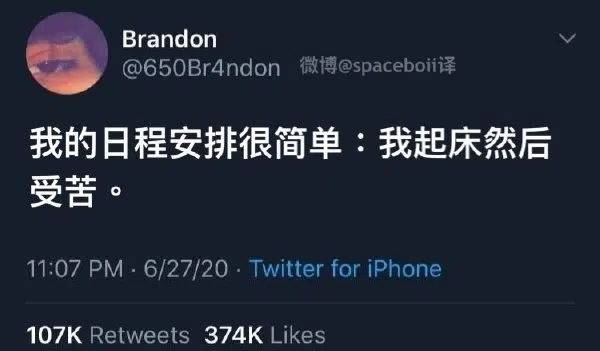 Brandon
@650Br4ndon 微博@spaceboii译
我的日程安排很简单：我起床然后
受苦。
11:07 PM · 6/27/20 · Twitter for iPhone
107K Retweets 374K Likes